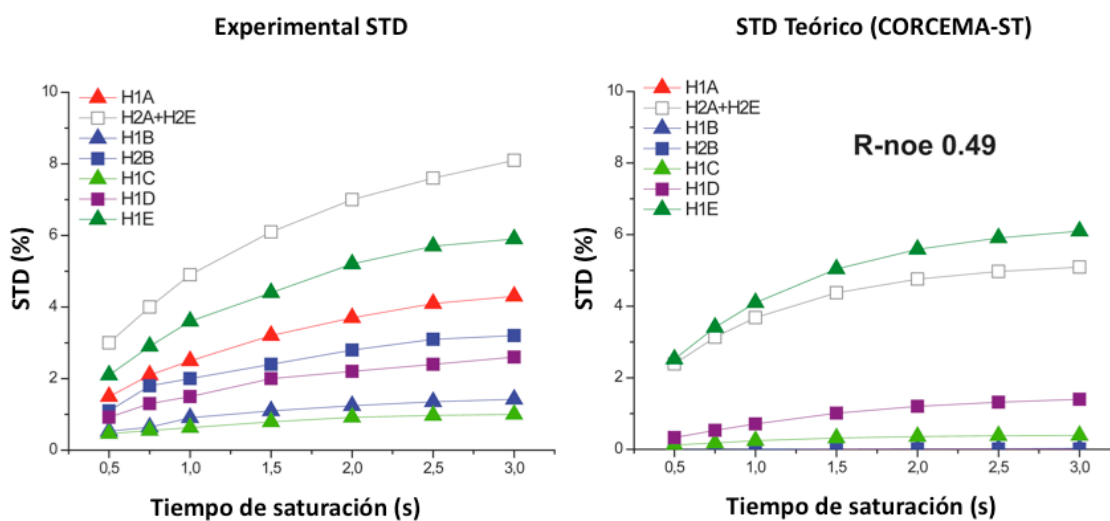 Experimental STD
STD (%)
10
8
6
4
2
0
H1A
H2A+H2E
H1B
H2B
H1C
H1D
H1E
0,5
1,0
1,5
2,0
2,5
3,0
Tiempo de saturación (s)
STD Teórico (CORCEMA-ST)
STD (%)
10
8
6
4
2
0
H1A
H2A+H2E
H1B
H2B
H1C
H1D
H1E
R-noe 0.49
0,5
1,0
1,5
2,0
2,5
3,0
Tiempo de saturación (s)